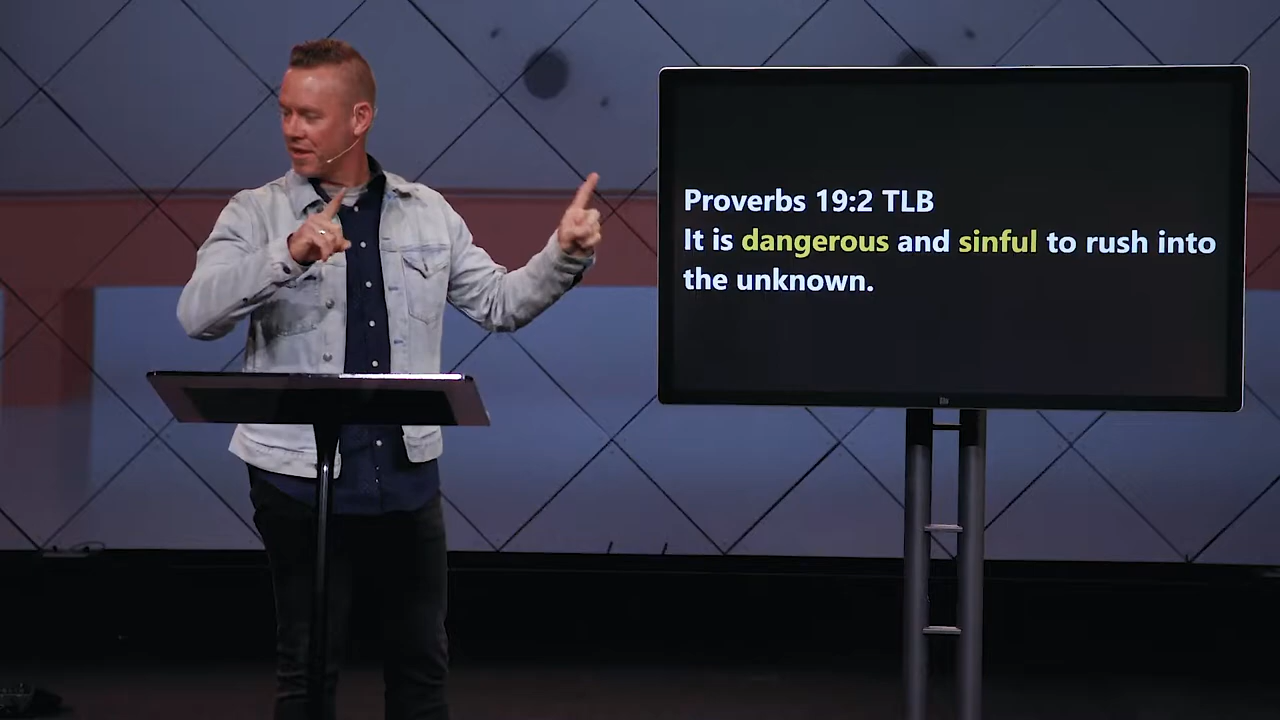 Proverbs 19:2 TLB
It is dangerous and sinful to rush into
the unknown.